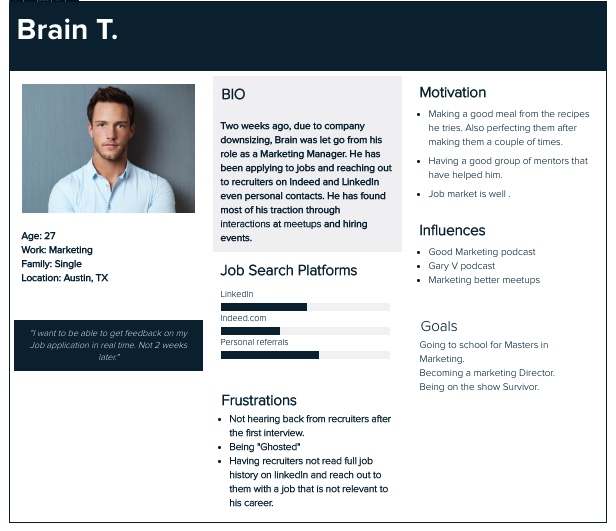 Brain T.
Age: 27
Work: Marketing
Family: Single
Location: Austin, TX
"I want to be able to get feedback on my
Job application in real time. Not 2 weeks
later."
BIO
Two weeks ago, due to company
downsizing, Brain was let go from his
role as a Marketing Manager. He has
been applying to jobs and reaching out
to recruiters on Indeed and LinkedIn
even personal contacts. He has found
most of his traction through
interactions at meetups and hiring
events.
Job Search Platforms
LinkedIn
Indeed.com
Personal referrals
Frustrations
Not hearing back from recruiters after
the first interview.
Being "Ghosted"
Having recruiters not read full job
history on linkedIn and reach out to
them with a job that is not relevant to
his career.
Motivation
Making a good meal from the recipes
he tries. Also perfecting them after
making them a couple of times.
Having a good group of mentors that
have helped him.
Job market is well .
Influences
Good Marketing podcast
Gary V podcast
Marketing better meetups
Goals
Going to school for Masters in
Marketing.
Becoming a marketing Director.
Being on the show Survivor.